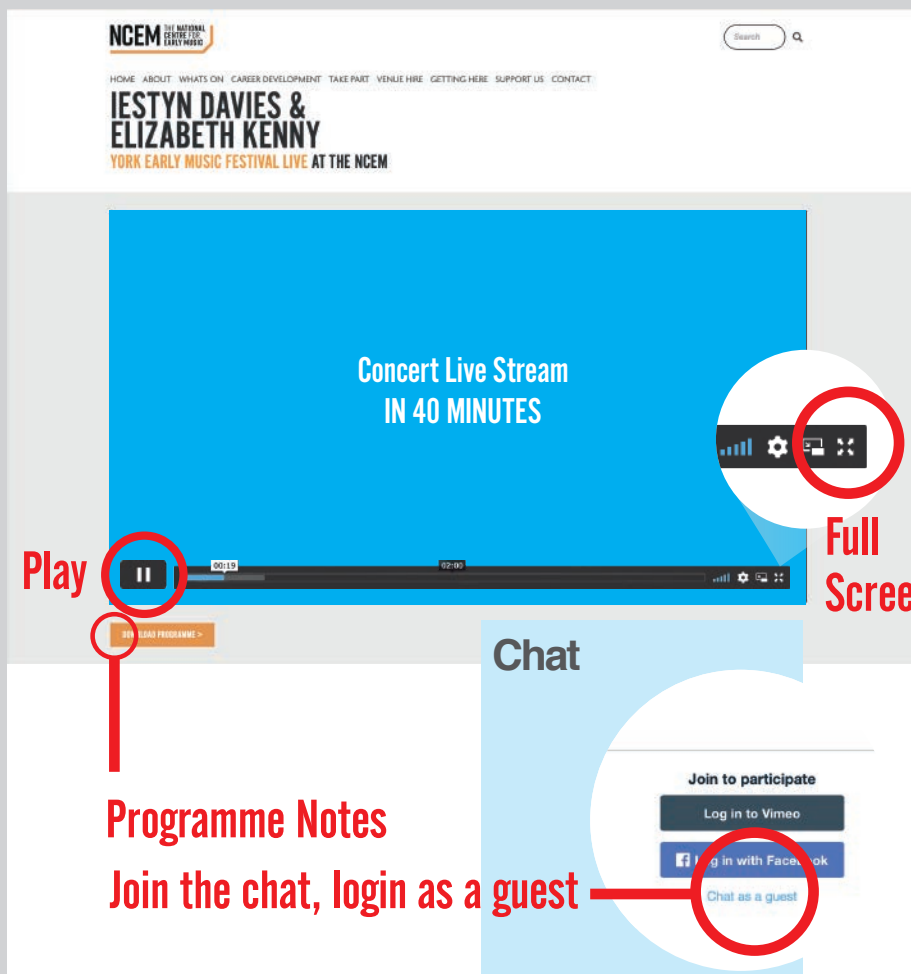 NCEM THE NATIONAL
CENTRE FOR
EARLY MUSIC
Search
HOME ABOUT WHATS ON CAREER DEVELOPMENT TAKE PART VENUE HIRE GETTING HERE SUPPORT US CONTACT
IESTYN DAVIES &
ELIZABETH KENNY
YORK EARLY MUSIC FESTIVAL LIVE AT THE NCEM
Concert Live Stream
IN 40 MINUTES
Full
Scree
Play
00:19
02:00
DOWNLOAD PROGRAMME >
Chat
Join to participate
Log in to Vimeo
Log in with Facebook
Chat as a guest
Programme Notes
Join the chat, login as a guest